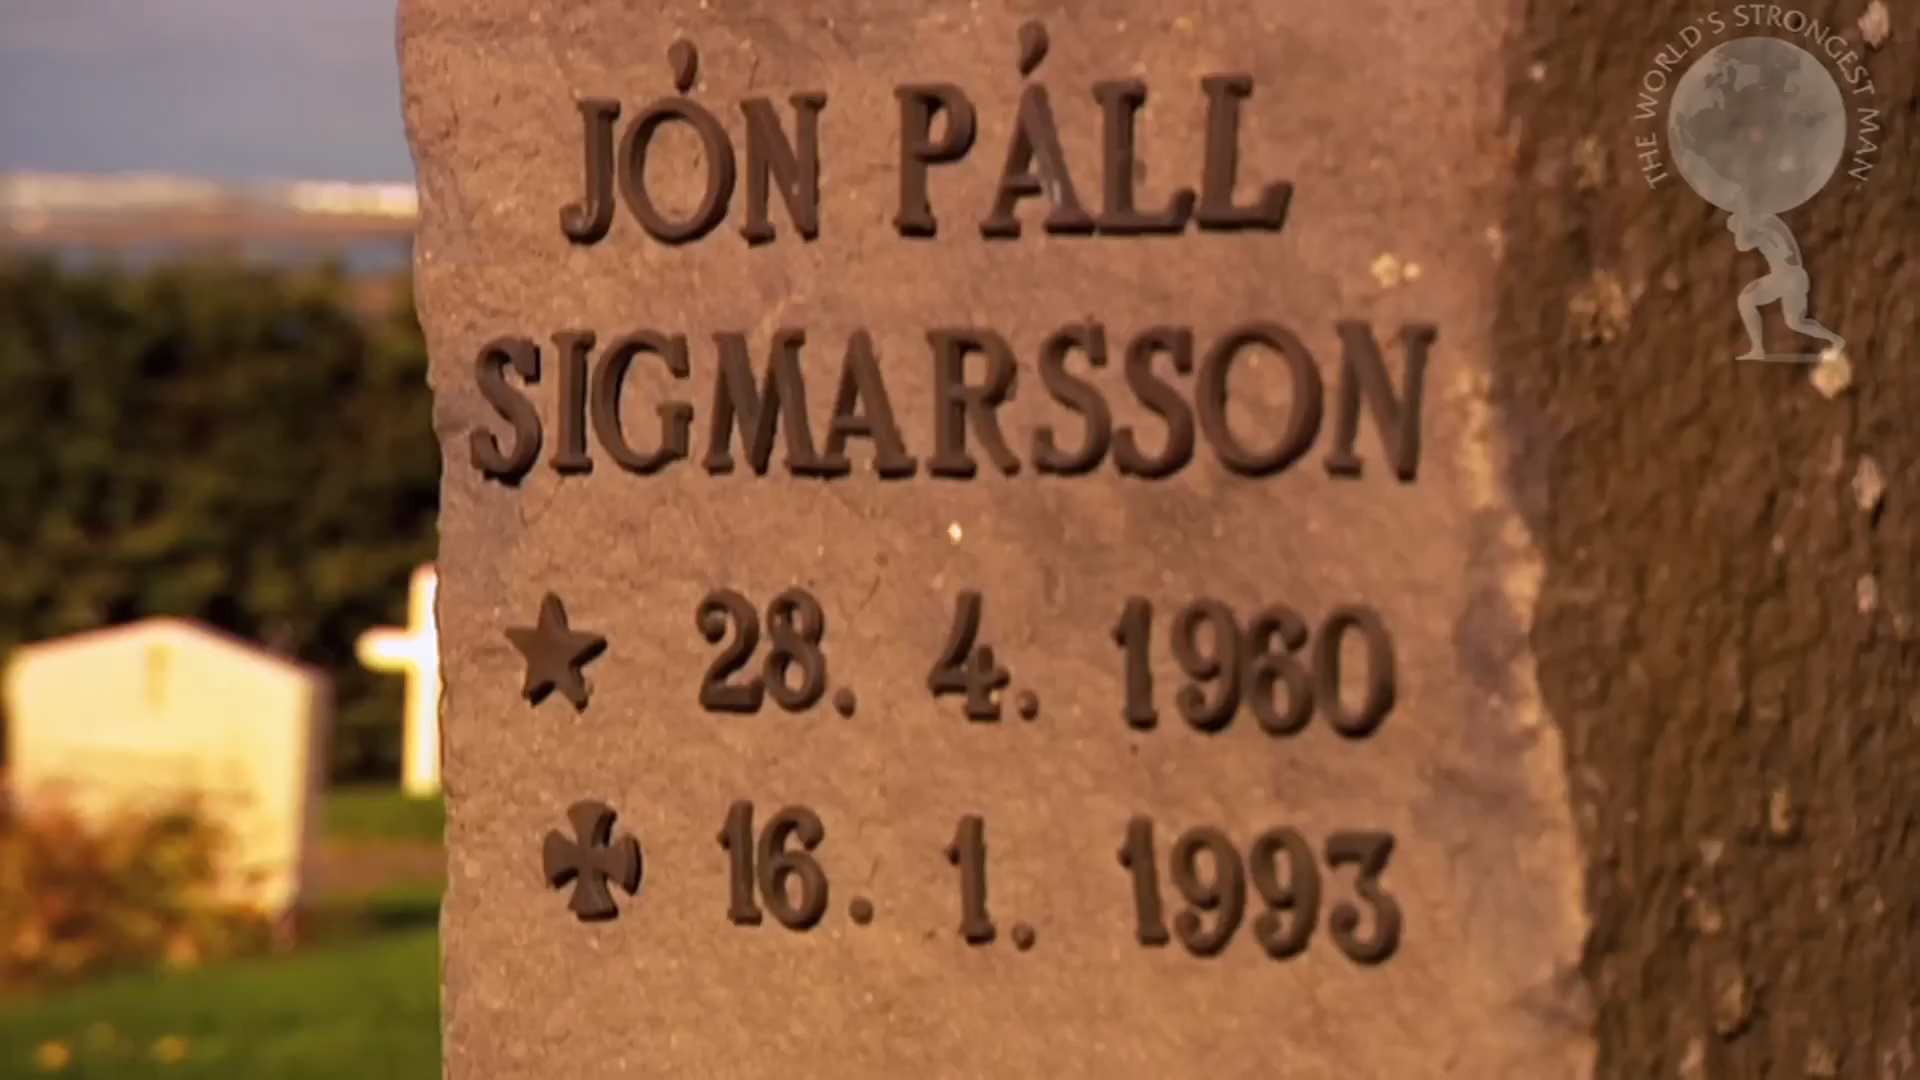 JÓN PÁLL
SIGMARSSON
★ 28. 4. 1960
✠ 16. 1. 1993
THE WORLD'S STRONGEST MAN